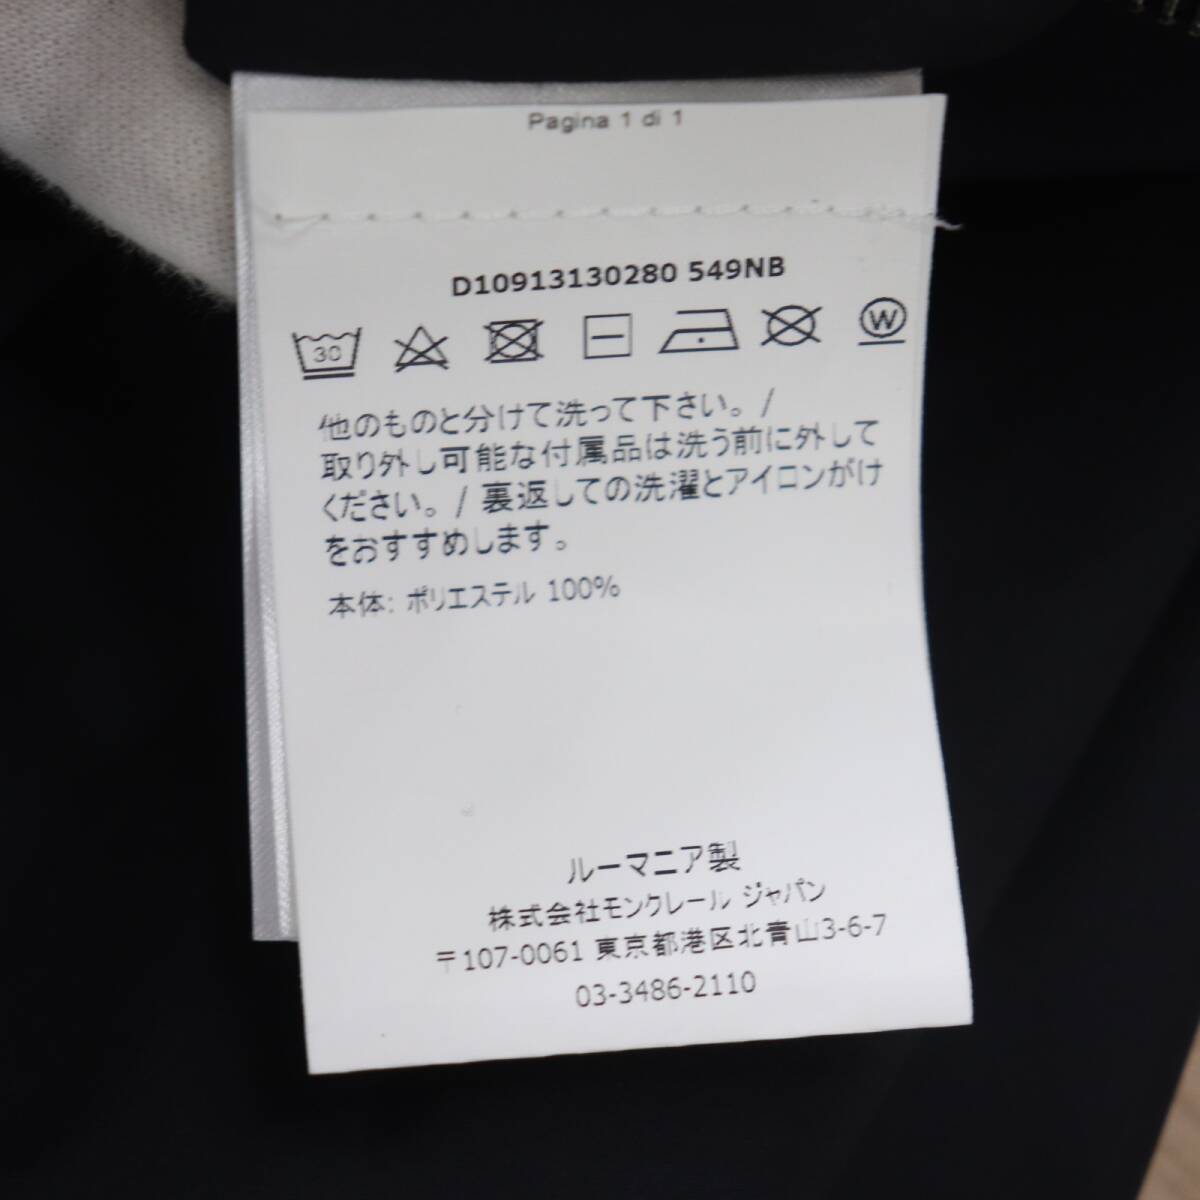 Pagina 1 di 1
D10913130280 549NB
30 W
他のものと分けて洗って下さい。/
取り外し可能な付属品は洗う前に外して
ください。/ 裏返しての洗濯とアイロンがけ
をおすすめします。
本体: ポリエステル 100%
ルーマニア製
株式会社モンクレール ジャパン
〒107-0061 東京都港区北青山3-6-7
03-3486-2110